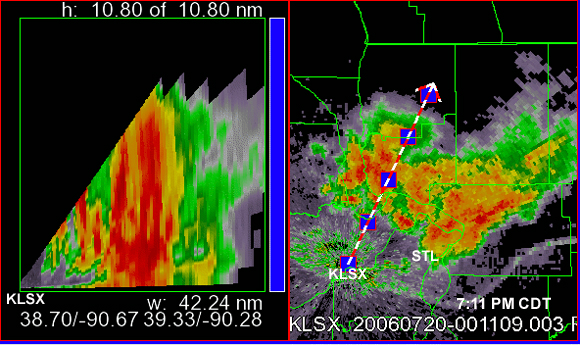 h: 10.80 of 10.80 nm
KLSX
w: 42.24 nm
38.70/-90.67 39.33/-90.28
STL
KLSX
7:11 PM CDT
KLSX 20060720-001109.003